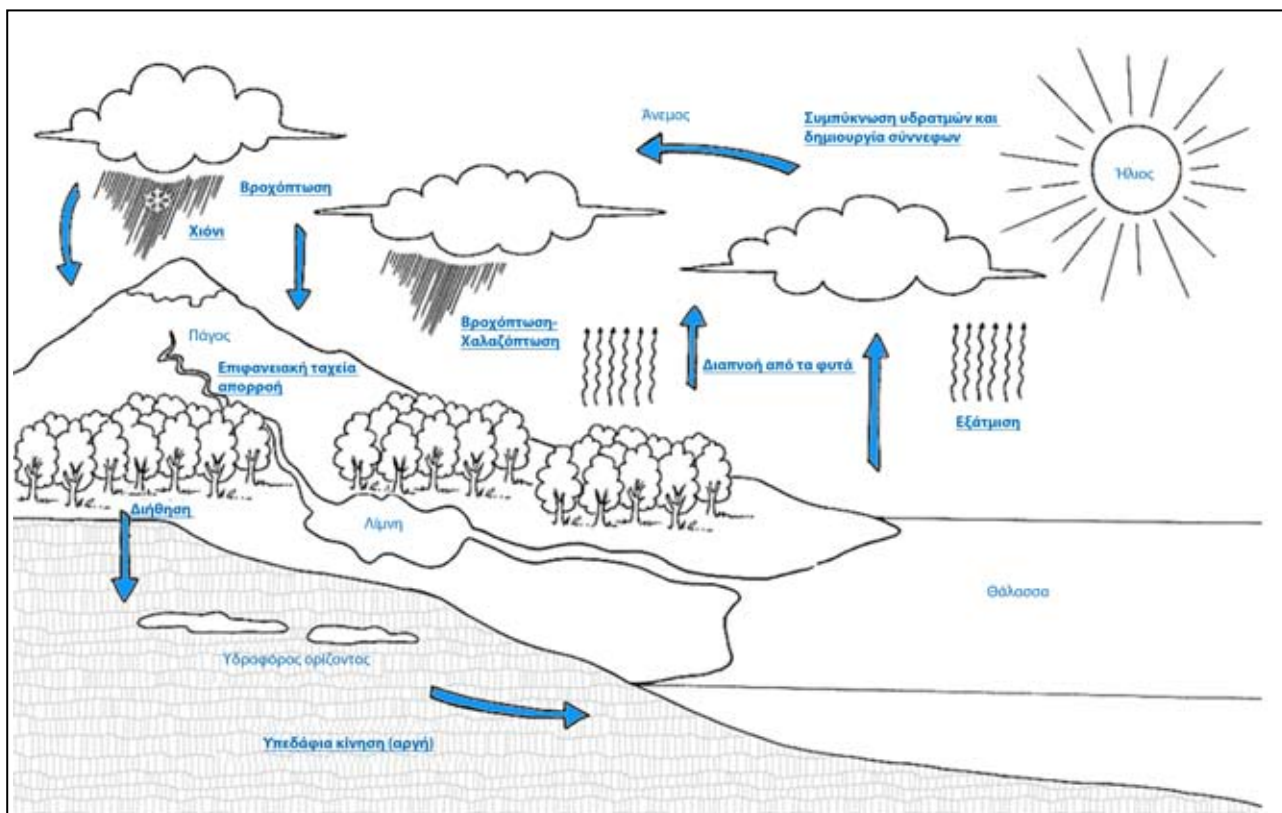 Άνεμος
Συμπύκνωση υδρατμών και
δημιουργία σύννεφων
Ήλιος
Βροχόπτωση
Χιόνι
Πάγος
Βροχόπτωση-
Χαλαζόπτωση
Επιφανειακή ταχεία
απορροή
Διαπνοή από τα φυτά
Εξάτμιση
Διήθηση
Λίμνη
Θάλασσα
Υδροφόρος ορίζοντας
Υπεδάφια κίνηση (αργή)